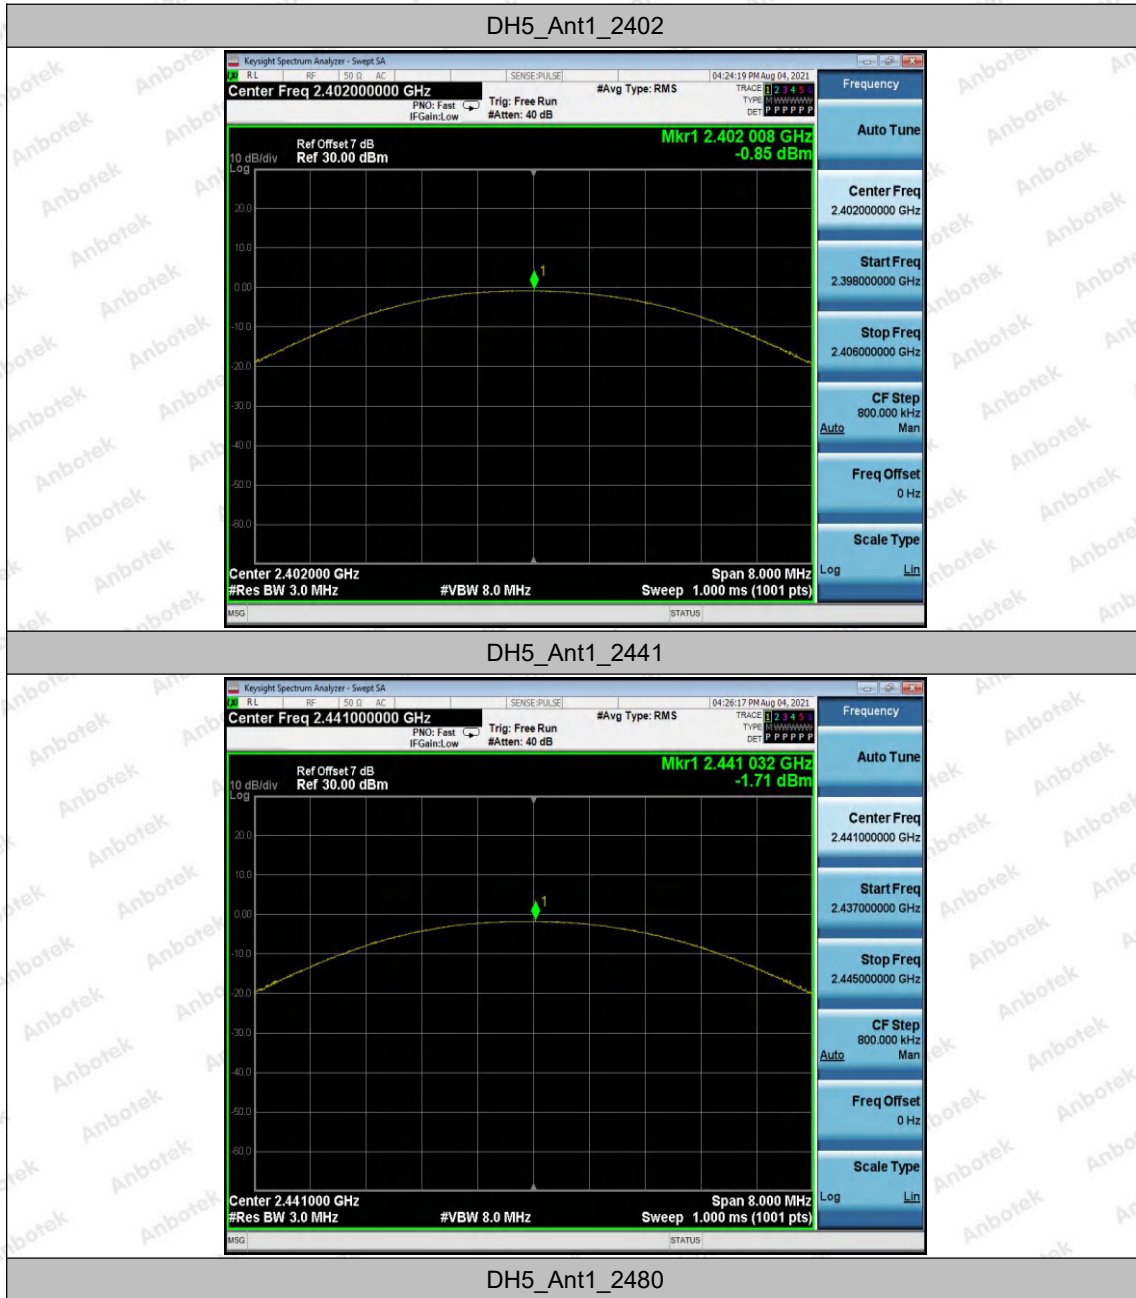 DH5_Ant1_2402
Keysight Spectrum Analyzer - Swept SA
RL RF 50 Ω AC SENSE:PULSE 04:24:19 PM Aug 04, 2021
Center Freq 2.402000000 GHz #Avg Type: RMS TRACE 1 2 3 4 5 6
PNO: Fast Trig: Free Run TYPE MWWWWW
IFGain:Low #Atten: 40 dB DET P P P P P P
Mkr1 2.402 008 GHz
-0.85 dBm
Ref Offset 7 dB
10 dB/div Ref 30.00 dBm
Log
20.0
10.0
1
0.00
-10.0
-20.0
-30.0
-40.0
-50.0
-60.0
Center 2.402000 GHz Span 8.000 MHz
#Res BW 3.0 MHz #VBW 8.0 MHz Sweep 1.000 ms (1001 pts)
MSG STATUS
Frequency
Auto Tune
Center Freq
2.402000000 GHz
Start Freq
2.398000000 GHz
Stop Freq
2.406000000 GHz
CF Step
800.000 kHz
Auto Man
Freq Offset
0 Hz
Scale Type
Log Lin
DH5_Ant1_2441
Keysight Spectrum Analyzer - Swept SA
RL RF 50 Ω AC SENSE:PULSE 04:26:17 PM Aug 04, 2021
Center Freq 2.441000000 GHz #Avg Type: RMS TRACE 1 2 3 4 5 6
PNO: Fast Trig: Free Run TYPE MWWWWW
IFGain:Low #Atten: 40 dB DET P P P P P P
Mkr1 2.441 032 GHz
-1.71 dBm
Ref Offset 7 dB
10 dB/div Ref 30.00 dBm
Log
20.0
10.0
1
0.00
-10.0
-20.0
-30.0
-40.0
-50.0
-60.0
Center 2.441000 GHz Span 8.000 MHz
#Res BW 3.0 MHz #VBW 8.0 MHz Sweep 1.000 ms (1001 pts)
MSG STATUS
Frequency
Auto Tune
Center Freq
2.441000000 GHz
Start Freq
2.437000000 GHz
Stop Freq
2.445000000 GHz
CF Step
800.000 kHz
Auto Man
Freq Offset
0 Hz
Scale Type
Log Lin
DH5_Ant1_2480
Anbotek